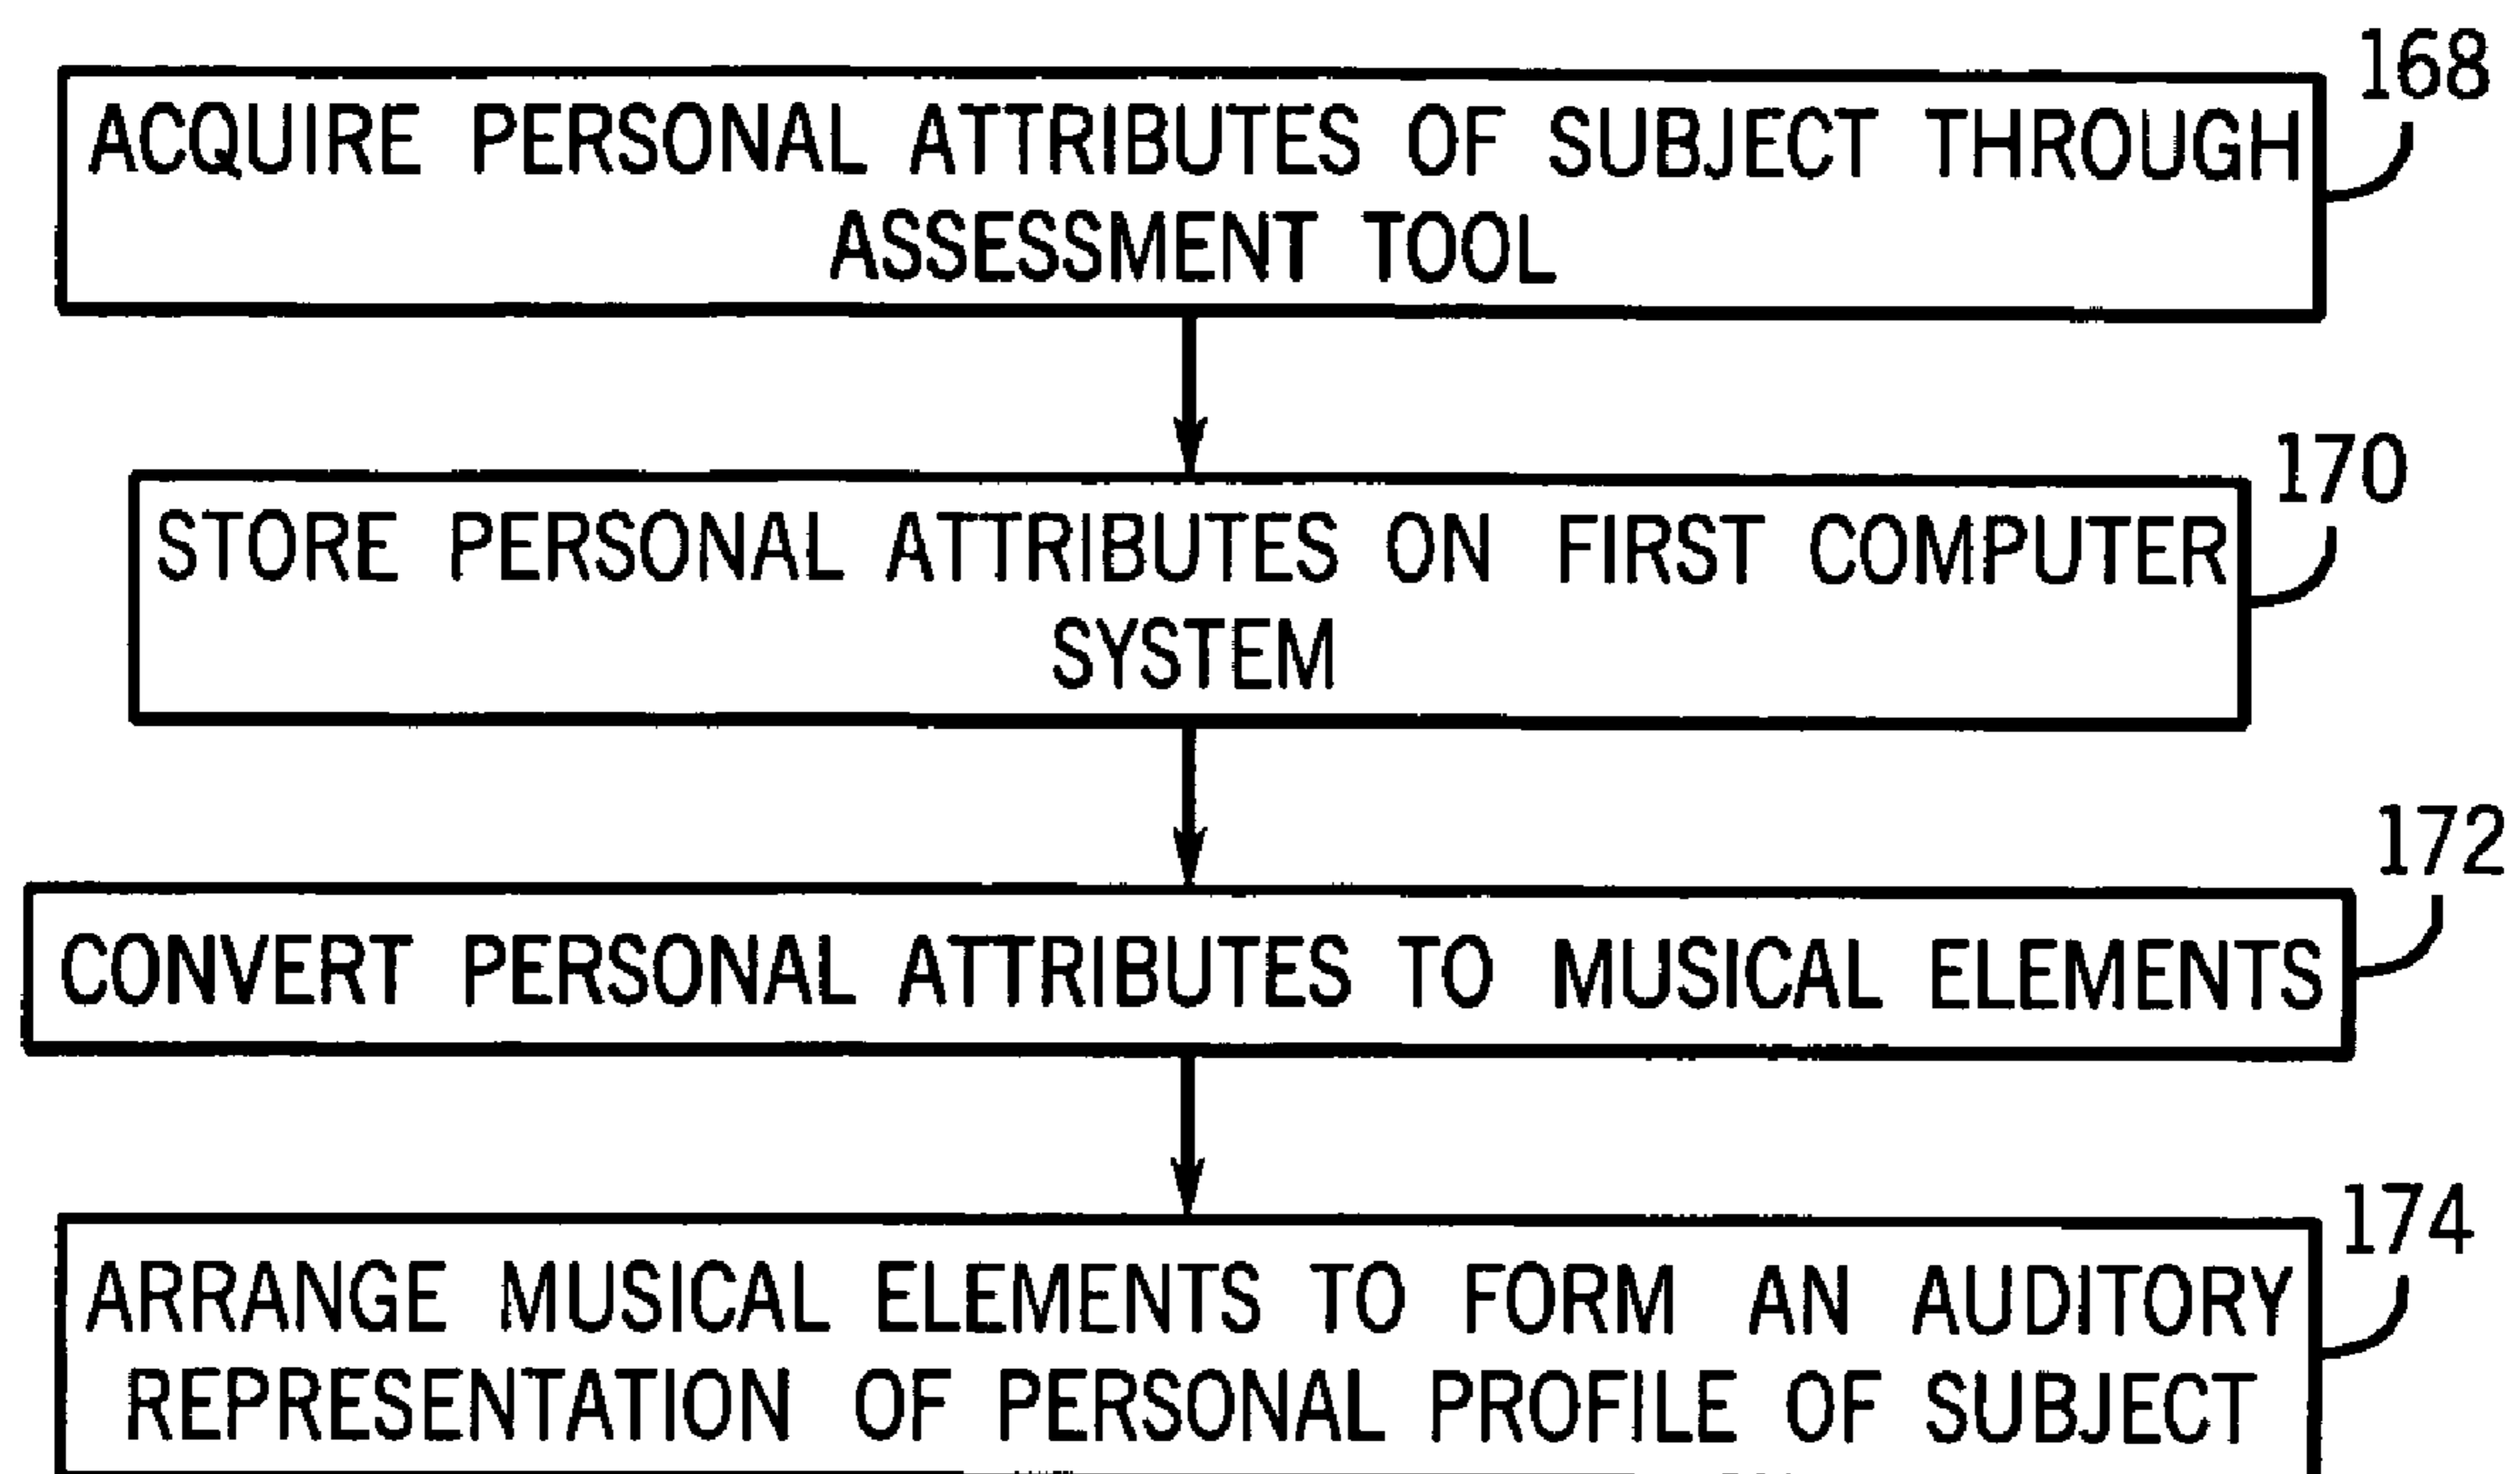 168
ACQUIRE PERSONAL ATTRIBUTES OF SUBJECT THROUGH
ASSESSMENT TOOL
170
STORE PERSONAL ATTRIBUTES ON FIRST COMPUTER
SYSTEM
172
CONVERT PERSONAL ATTRIBUTES TO MUSICAL ELEMENTS
174
ARRANGE MUSICAL ELEMENTS TO FORM AN AUDITORY
REPRESENTATION OF PERSONAL PROFILE OF SUBJECT